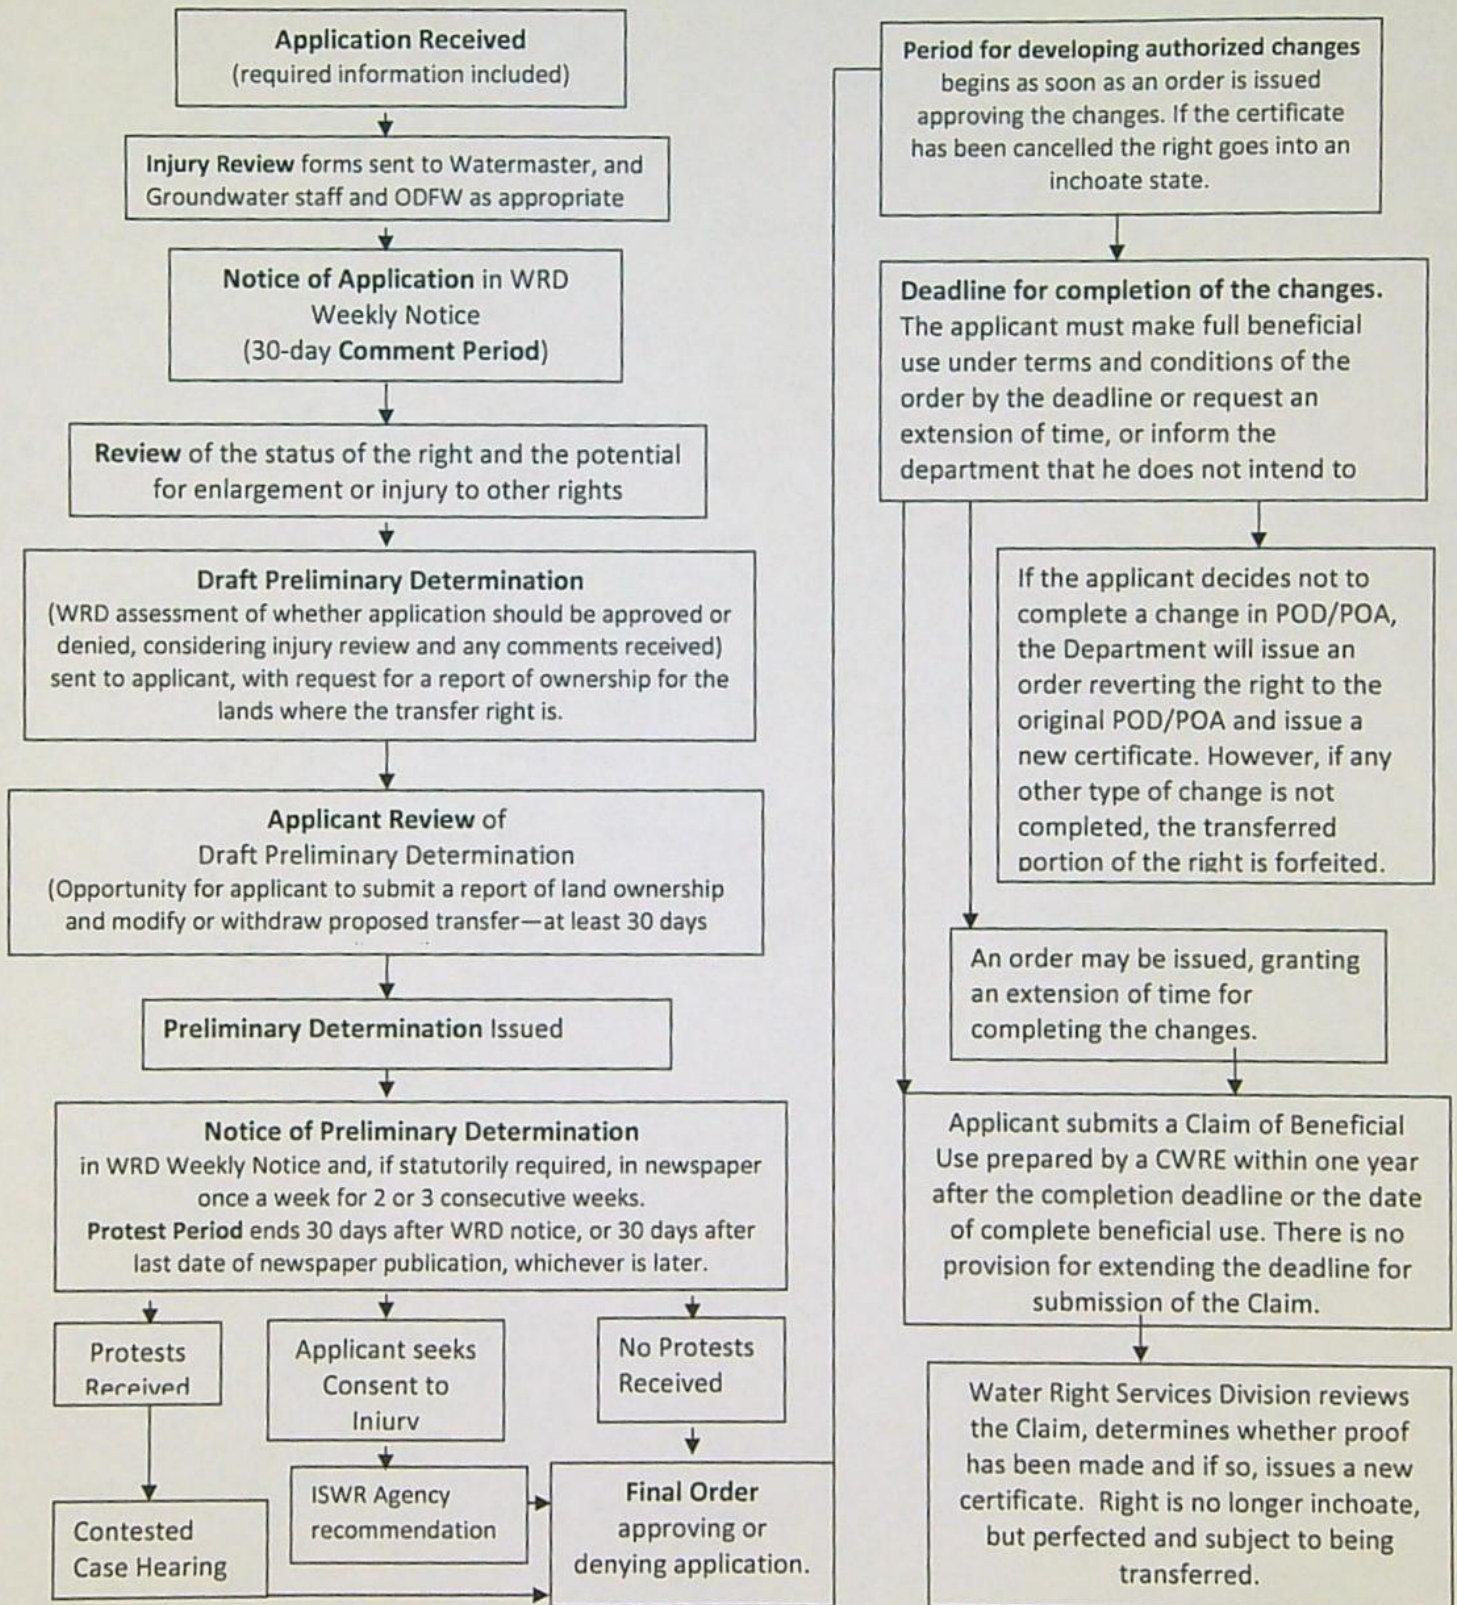 Application Received
(required information included)
Injury Review forms sent to Watermaster, and
Groundwater staff and ODFW as appropriate
Notice of Application in WRD
Weekly Notice
(30-day Comment Period)
Review of the status of the right and the potential
for enlargement or injury to other rights
Draft Preliminary Determination
(WRD assessment of whether application should be approved or
denied, considering injury review and any comments received)
sent to applicant, with request for a report of ownership for the
lands where the transfer right is.
Applicant Review of
Draft Preliminary Determination
(Opportunity for applicant to submit a report of land ownership
and modify or withdraw proposed transfer—at least 30 days
Preliminary Determination Issued
Notice of Preliminary Determination
in WRD Weekly Notice and, if statutorily required, in newspaper
once a week for 2 or 3 consecutive weeks.
Protest Period ends 30 days after WRD notice, or 30 days after
last date of newspaper publication, whichever is later.
Protests
Received
Applicant seeks
Consent to
Injury
No Protests
Received
Contested
Case Hearing
ISWR Agency
recommendation
Final Order
approving or
denying application.
Period for developing authorized changes
begins as soon as an order is issued
approving the changes. If the certificate
has been cancelled the right goes into an
inchoate state.
Deadline for completion of the changes.
The applicant must make full beneficial
use under terms and conditions of the
order by the deadline or request an
extension of time, or inform the
department that he does not intend to
If the applicant decides not to
complete a change in POD/POA,
the Department will issue an
order reverting the right to the
original POD/POA and issue a
new certificate. However, if any
other type of change is not
completed, the transferred
portion of the right is forfeited.
An order may be issued, granting
an extension of time for
completing the changes.
Applicant submits a Claim of Beneficial
Use prepared by a CWRE within one year
after the completion deadline or the date
of complete beneficial use. There is no
provision for extending the deadline for
submission of the Claim.
Water Right Services Division reviews
the Claim, determines whether proof
has been made and if so, issues a new
certificate. Right is no longer inchoate,
but perfected and subject to being
transferred.